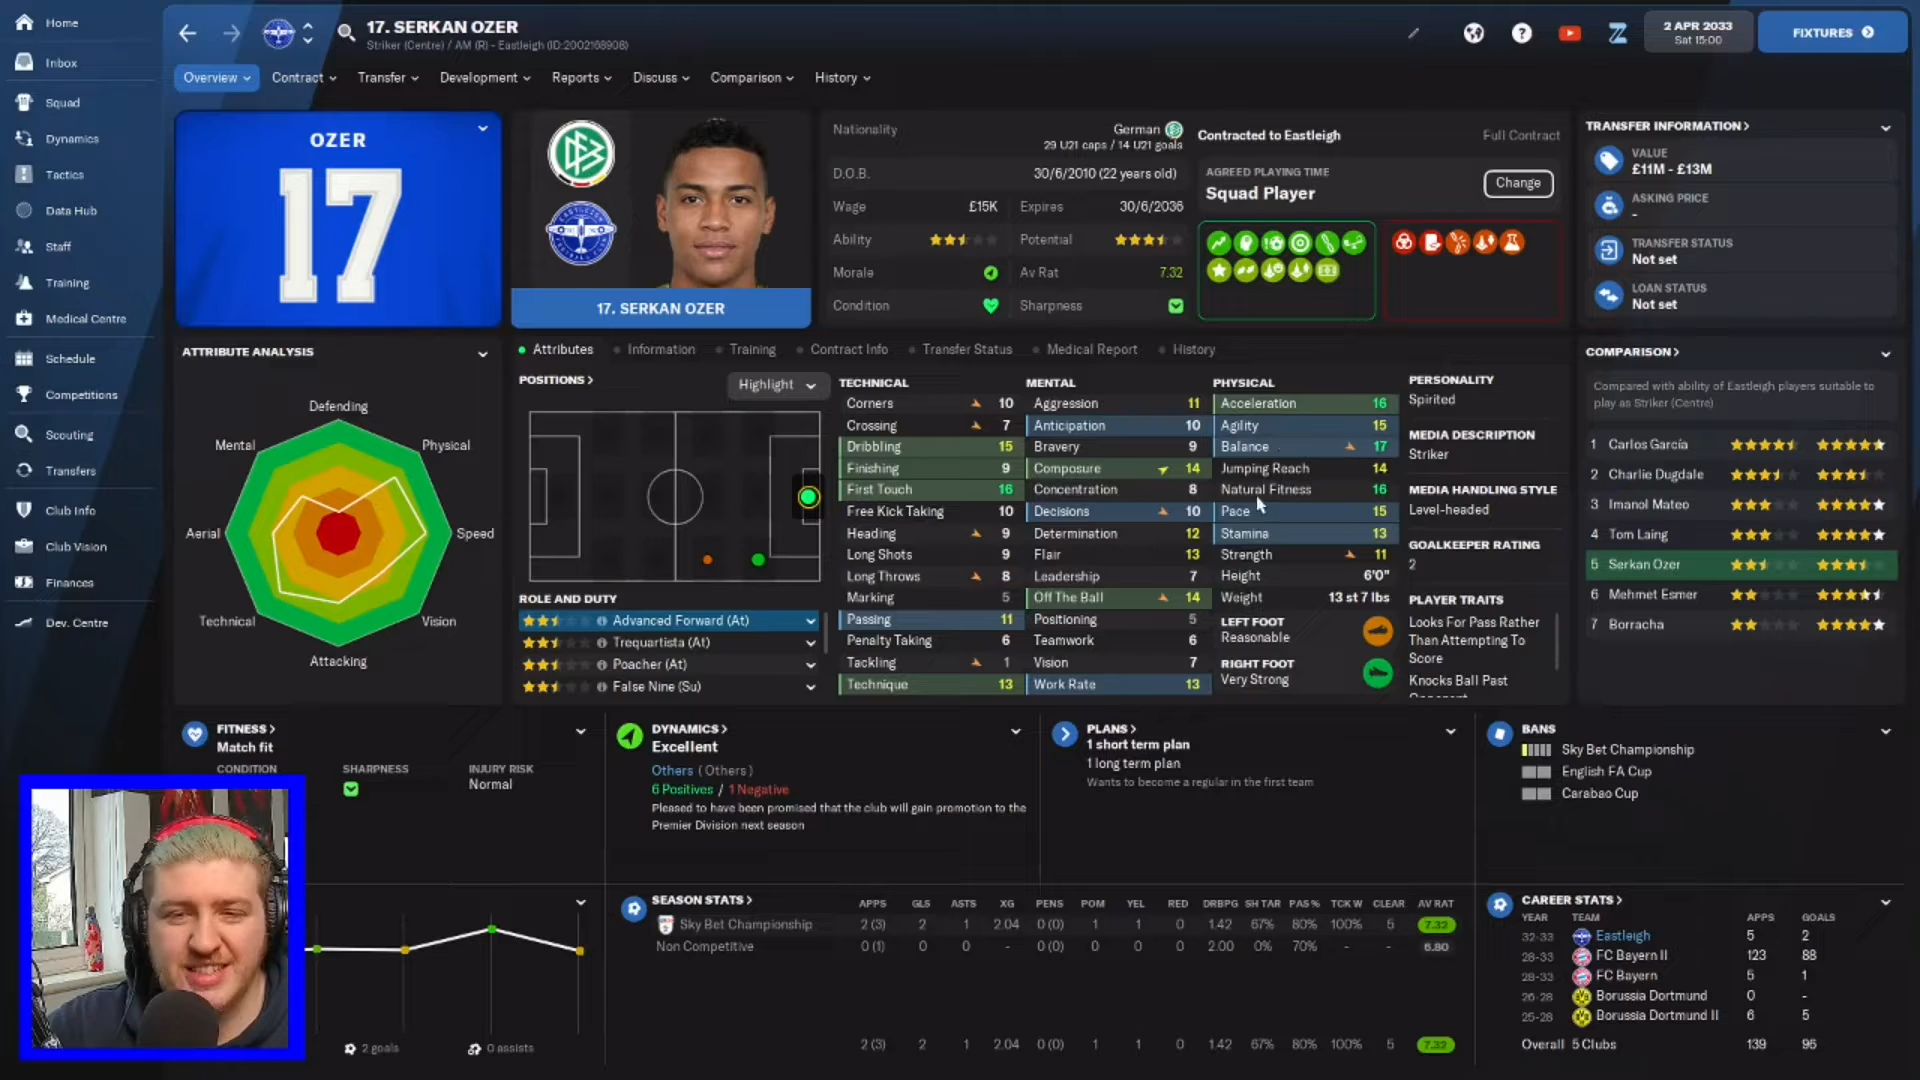 Home
Inbox
Squad
Dynamics
Tactics
Data Hub
Staff
Training
Medical Centre
Schedule
Competitions
Scouting
Transfers
Club Info
Club Vision
Finances
Dev. Centre
17. SERKAN OZER
Striker (Centre) / AM (R) - Eastleigh (ID:2002168908)
2 APR 2033
Sat 15:00
FIXTURES
Overview
Contract
Transfer
Development
Reports
Discuss
Comparison
History
OZER
17
17. SERKAN OZER
Nationality German
29 U21 caps / 14 U21 goals
D.O.B. 30/6/2010 (22 years old)
Wage £15K Expires 30/6/2036
Ability Potential
Morale Av Rat 7.32
Condition Sharpness
Contracted to Eastleigh Full Contract
AGREED PLAYING TIME
Squad Player
Change
TRANSFER INFORMATION >
VALUE
£11M - £13M
ASKING PRICE
-
TRANSFER STATUS
Not set
LOAN STATUS
Not set
ATTRIBUTE ANALYSIS
Defending
Mental Physical
Aerial Speed
Technical Vision
Attacking
Attributes Information Training Contract Info Transfer Status Medical Report History
POSITIONS >
Highlight
ROLE AND DUTY
Advanced Forward (At)
Trequartista (At)
Poacher (At)
False Nine (Su)
TECHNICAL
Corners 10
Crossing 7
Dribbling 15
Finishing 9
First Touch 16
Free Kick Taking 10
Heading 9
Long Shots 9
Long Throws 8
Marking 5
Passing 11
Penalty Taking 6
Tackling 1
Technique 13
MENTAL
Aggression 11
Anticipation 10
Bravery 9
Composure 14
Concentration 8
Decisions 10
Determination 12
Flair 13
Leadership 7
Off The Ball 14
Positioning 5
Teamwork 6
Vision 7
Work Rate 13
PHYSICAL
Acceleration 16
Agility 15
Balance 17
Jumping Reach 14
Natural Fitness 16
Pace 15
Stamina 13
Strength 11
Height 6'0"
Weight 13 st 7 lbs
LEFT FOOT
Reasonable
RIGHT FOOT
Very Strong
PERSONALITY
Spirited
MEDIA DESCRIPTION
Striker
MEDIA HANDLING STYLE
Level-headed
GOALKEEPER RATING
2
PLAYER TRAITS
Looks For Pass Rather
Than Attempting To
Score
Knocks Ball Past
Opponent
COMPARISON >
Compared with ability of Eastleigh players suitable to
play as Striker (Centre)
1 Carlos García
2 Charlie Dugdale
3 Imanol Mateo
4 Tom Laing
5 Serkan Ozer
6 Mehmet Esmer
7 Borracha
FITNESS >
Match fit
CONDITION SHARPNESS INJURY RISK
Normal
DYNAMICS >
Excellent
Others ( Others )
6 Positives / 1 Negative
Pleased to have been promised that the club will gain promotion to the
Premier Division next season
PLANS >
1 short term plan
1 long term plan
Wants to become a regular in the first team
BANS
Sky Bet Championship
English FA Cup
Carabao Cup
2 goals 0 assists
SEASON STATS > APPS GLS ASTS XG PENS POM YEL RED DRBPG SH TAR PAS % TCK W CLEAR AV RAT
Sky Bet Championship 2 (3) 2 1 2.04 0 (0) 1 1 0 1.42 67% 80% 100% 5 7.32
Non Competitive 0 (1) 0 0 - 0 (0) 0 0 0 2.00 0% 70% - - 6.80
2 (3) 2 1 2.04 0 (0) 1 1 0 1.42 67% 80% 100% 5 7.32
CAREER STATS >
YEAR TEAM APPS GOALS
32-33 Eastleigh 5 2
28-33 FC Bayern II 123 88
28-33 FC Bayern 5 1
26-28 Borussia Dortmund 0 -
25-28 Borussia Dortmund II 6 5
Overall 5 Clubs 139 96